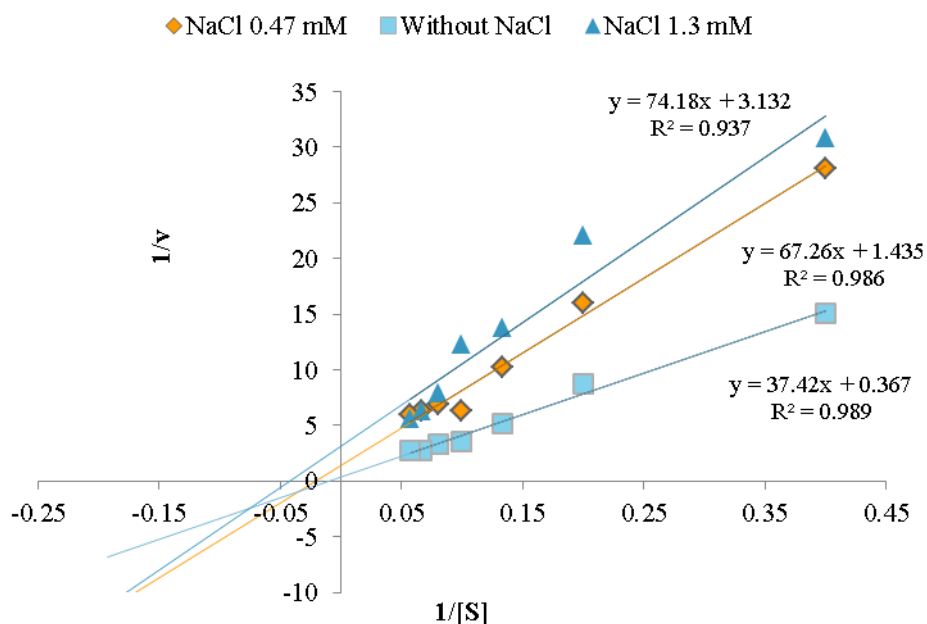 NaCl 0.47 mM Without NaCl NaCl 1.3 mM
35
30
25
20
15
10
5
0
-5
-10
1/v
y = 74.18x + 3.132
R² = 0.937
y = 67.26x + 1.435
R² = 0.986
y = 37.42x + 0.367
R² = 0.989
-0.25 -0.15 -0.05 0.05 0.15 0.25 0.35 0.45
1/[S]